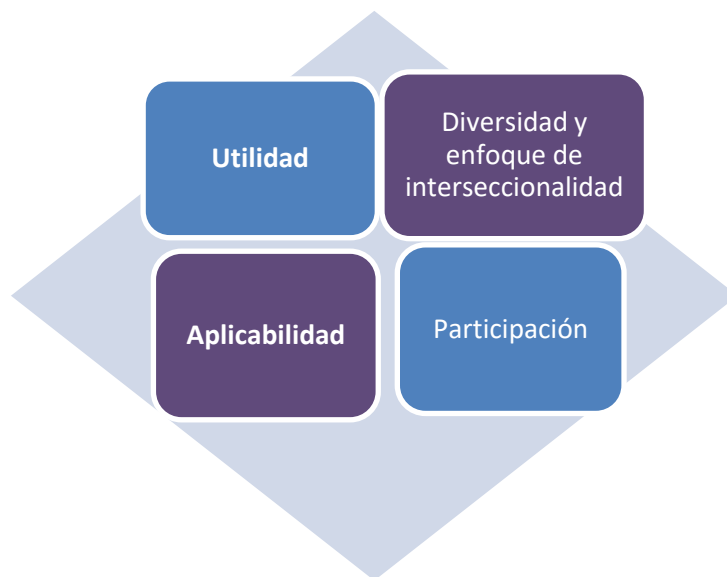 Utilidad
Diversidad y
enfoque de
interseccionalidad
Aplicabilidad
Participación